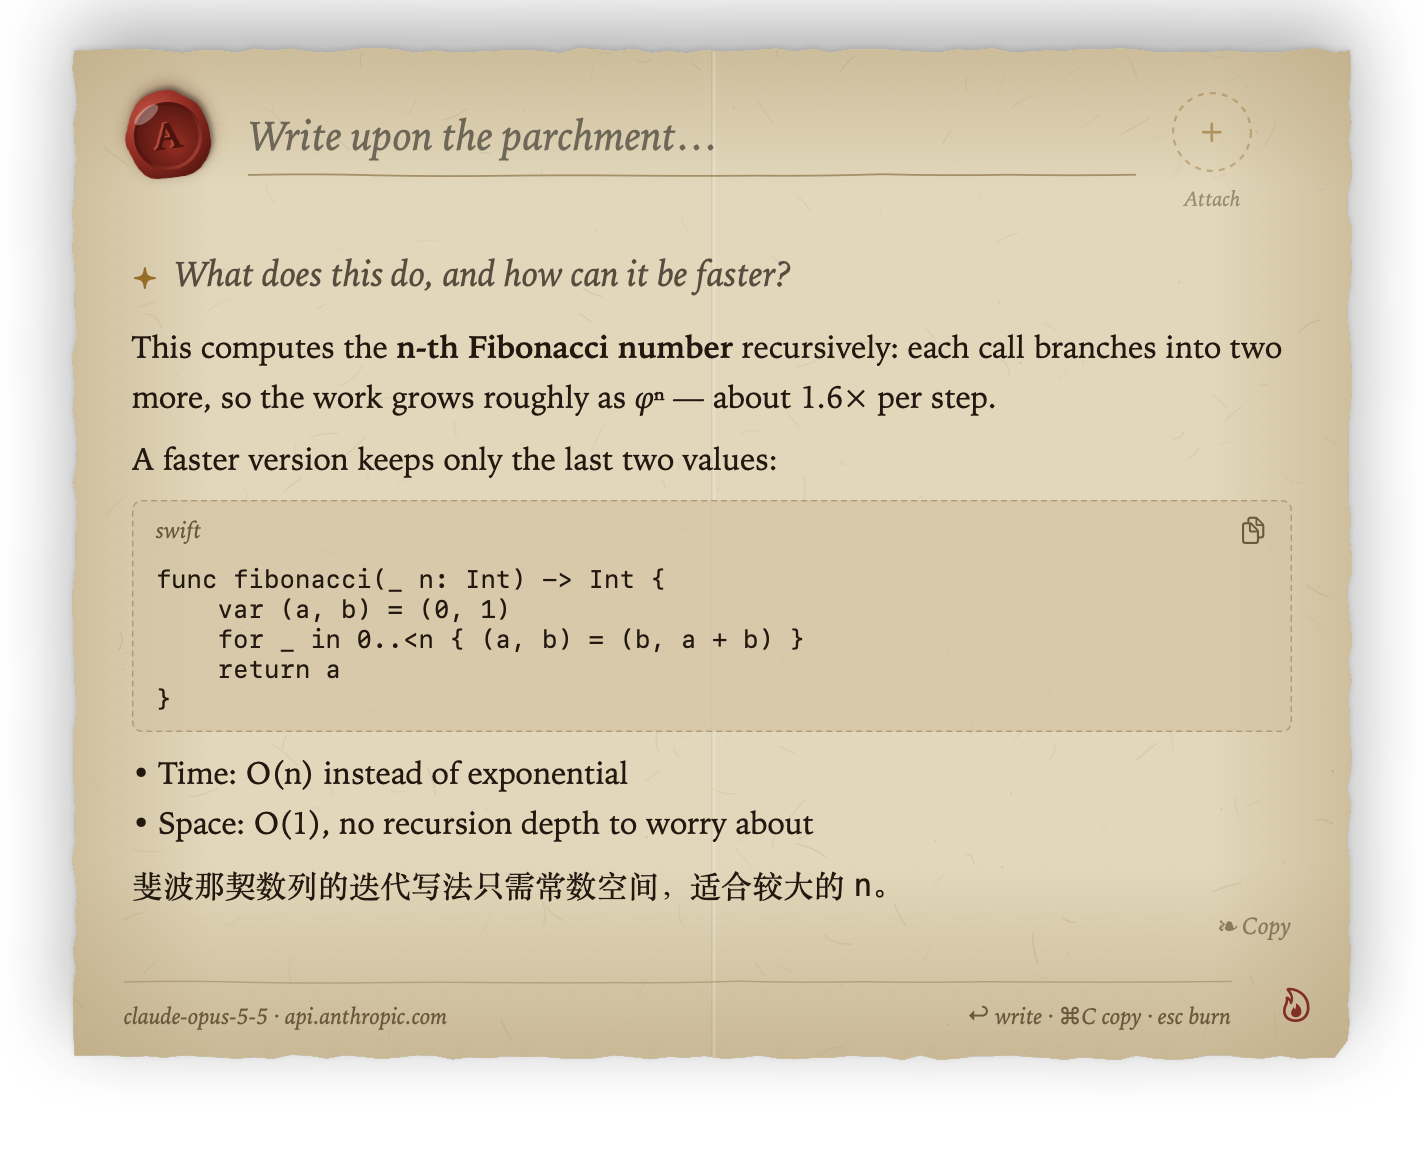 A
Write upon the parchment…
+
Attach
What does this do, and how can it be faster?
This computes the n-th Fibonacci number recursively: each call branches into two
more, so the work grows roughly as φⁿ — about 1.6× per step.
A faster version keeps only the last two values:
swift
func fibonacci(_ n: Int) -> Int {
    var (a, b) = (0, 1)
    for _ in 0..<n { (a, b) = (b, a + b) }
    return a
}
• Time: O(n) instead of exponential
• Space: O(1), no recursion depth to worry about
斐波那契数列的迭代写法只需常数空间，适合较大的 n。
❧ Copy
claude-opus-5-5 · api.anthropic.com
↩ write · ⌘C copy · esc burn